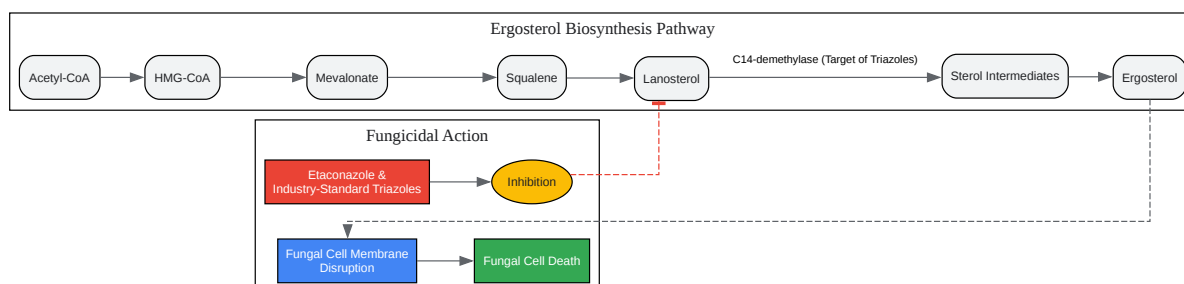 Ergosterol Biosynthesis Pathway
Acetyl-CoA
HMG-CoA
Mevalonate
Squalene
Lanosterol
C14-demethylase (Target of Triazoles)
Sterol Intermediates
Ergosterol
Fungicidal Action
Etaconazole &
Industry-Standard Triazoles
Inhibition
Fungal Cell Membrane
Disruption
Fungal Cell Death